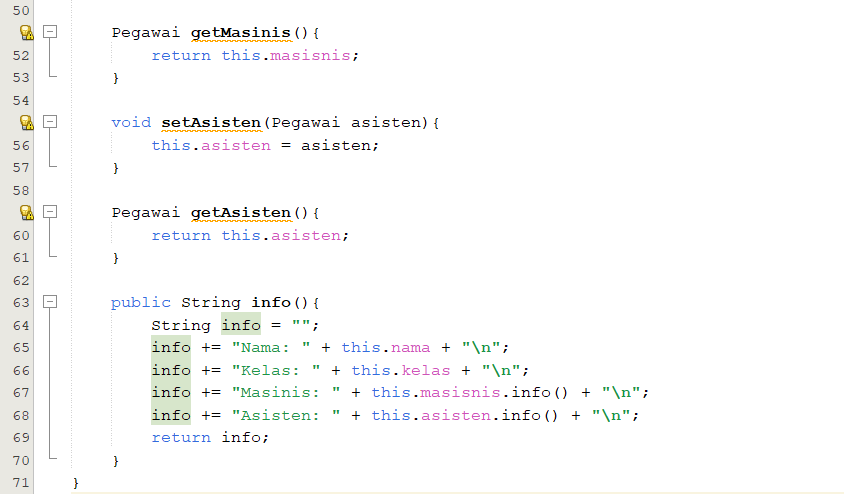 50
Pegawai getMasinis(){
52 return this.masisnis;
53 }
54
void setAsisten(Pegawai asisten){
56 this.asisten = asisten;
57 }
58
Pegawai getAsisten(){
60 return this.asisten;
61 }
62
63 public String info(){
64 String info = "";
65 info += "Nama: " + this.nama + "\n";
66 info += "Kelas: " + this.kelas + "\n";
67 info += "Masinis: " + this.masisnis.info() + "\n";
68 info += "Asisten: " + this.asisten.info() + "\n";
69 return info;
70 }
71 }